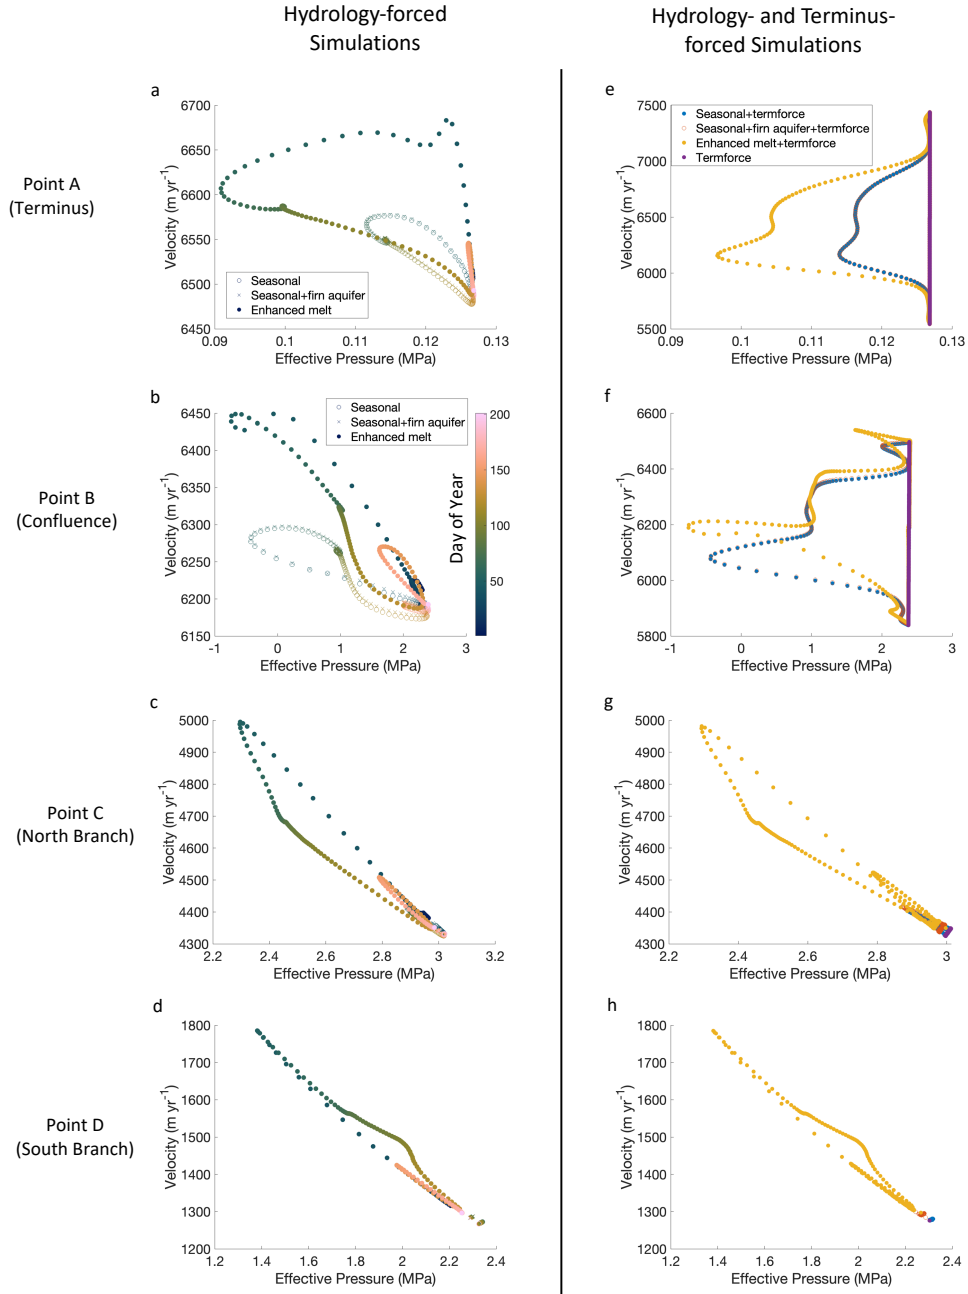 Hydrology-forced
Simulations
Hydrology- and Terminus-
forced Simulations
Point A
(Terminus)
a
6700
6650
6600
6550
6500
6450
Velocity (m yr⁻¹)
Seasonal
Seasonal+firn aquifer
Enhanced melt
0.09 0.1 0.11 0.12 0.13
Effective Pressure (MPa)
e
7500
7000
6500
6000
5500
Velocity (m yr⁻¹)
Seasonal+termforce
Seasonal+firn aquifer+termforce
Enhanced melt+termforce
Termforce
0.09 0.1 0.11 0.12 0.13
Effective Pressure (MPa)
Point B
(Confluence)
b
6450
6400
6350
6300
6250
6200
6150
Velocity (m yr⁻¹)
Seasonal
Seasonal+firn aquifer
Enhanced melt
-1 0 1 2 3
Effective Pressure (MPa)
200
150
100
50
Day of Year
f
6600
6400
6200
6000
5800
Velocity (m yr⁻¹)
-1 0 1 2 3
Effective Pressure (MPa)
Point C
(North Branch)
c
5000
4900
4800
4700
4600
4500
4400
4300
Velocity (m yr⁻¹)
2.2 2.4 2.6 2.8 3 3.2
Effective Pressure (MPa)
g
5000
4900
4800
4700
4600
4500
4400
4300
Velocity (m yr⁻¹)
2.2 2.4 2.6 2.8 3
Effective Pressure (MPa)
Point D
(South Branch)
d
1800
1700
1600
1500
1400
1300
1200
Velocity (m yr⁻¹)
1.2 1.4 1.6 1.8 2 2.2 2.4
Effective Pressure (MPa)
h
1800
1700
1600
1500
1400
1300
1200
Velocity (m yr⁻¹)
1.2 1.4 1.6 1.8 2 2.2 2.4
Effective Pressure (MPa)